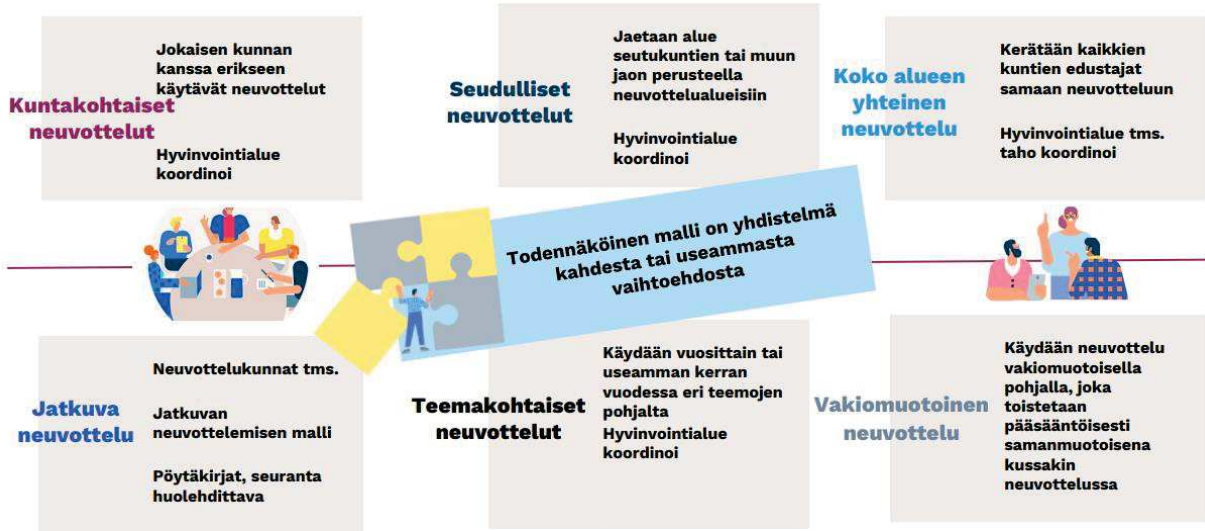 Kuntakohtaiset
neuvottelut
Jokaisen kunnan
kanssa erikseen
käytävät neuvottelut
Hyvinvointialue
koordinoi
Seudulliset
neuvottelut
Jaetaan alue
seutukuntien tai muun
jaon perusteella
neuvottelualueisiin
Hyvinvointialue
koordinoi
Koko alueen
yhteinen
neuvottelu
Kerätään kaikkien
kuntien edustajat
samaan neuvotteluun
Hyvinvointialue tms.
taho koordinoi
Todennäköinen malli on yhdistelmä
kahdesta tai useammasta
vaihtoehdosta
Jatkuva
neuvottelu
Neuvottelukunnat tms.
Jatkuvan
neuvottelemisen malli
Pöytäkirjat, seuranta
huolehdittava
Teemakohtaiset
neuvottelut
Käydään vuosittain tai
useamman kerran
vuodessa eri teemojen
pohjalta
Hyvinvointialue
koordinoi
Vakiomuotoinen
neuvottelu
Käydään neuvottelu
vakiomuotoisella
pohjalla, joka
toistetaan
pääsääntöisesti
samanmuotoisena
kussakin
neuvottelussa